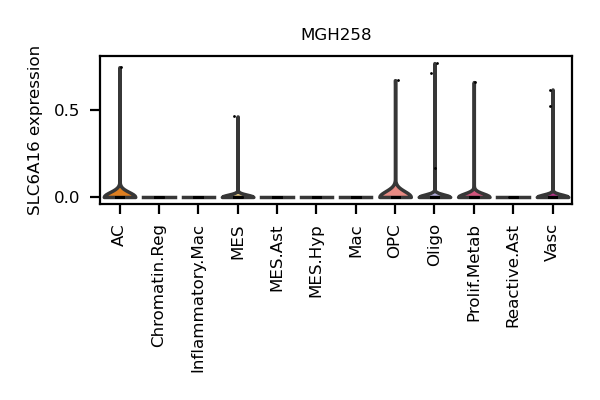 MGH258
SLC6A16 expression
0.5
0.0
AC
Chromatin.Reg
Inflammatory.Mac
MES
MES.Ast
MES.Hyp
Mac
OPC
Oligo
Prolif.Metab
Reactive.Ast
Vasc